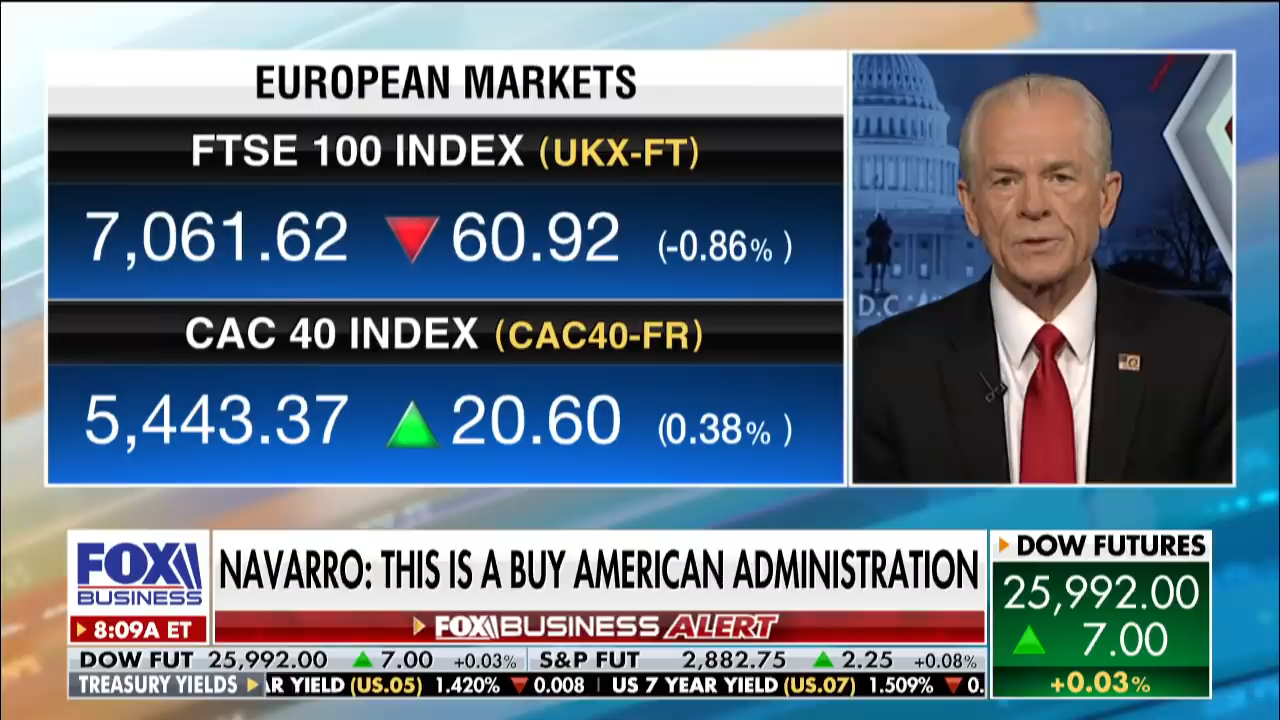 EUROPEAN MARKETS
FTSE 100 INDEX (UKX-FT)
7,061.62 ▼ 60.92 (-0.86%)
CAC 40 INDEX (CAC40-FR)
5,443.37 ▲ 20.60 (0.38%)
D.C
FOX BUSINESS
8:09A ET
NAVARRO: THIS IS A BUY AMERICAN ADMINISTRATION
FOX BUSINESS ALERT
DOW FUTURES
25,992.00
▲ 7.00
+0.03%
DOW FUT 25,992.00 ▲ 7.00 +0.03% S&P FUT 2,882.75 ▲ 2.25 +0.08%
TREASURY YIELDS AR YIELD (US.05) 1.420% ▼ 0.008 | US 7 YEAR YIELD (US.07) 1.509% ▼ 0.